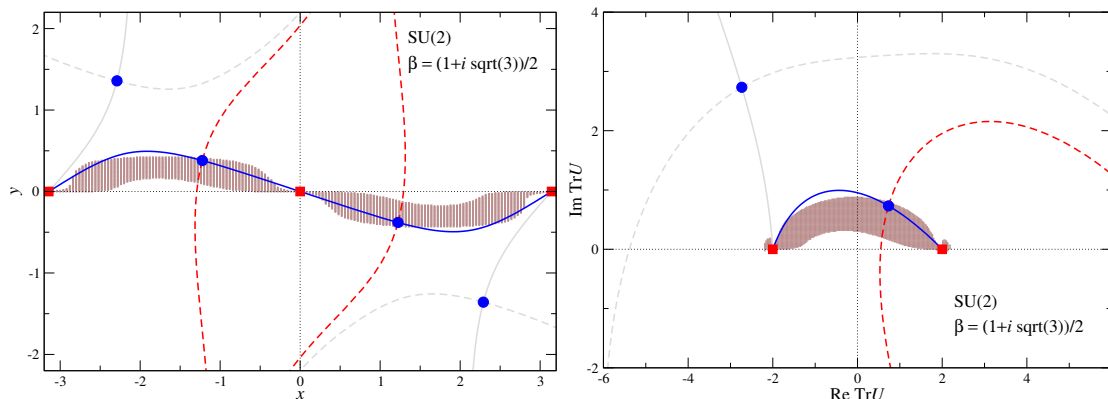 SU(2)
β = (1+i sqrt(3))/2
y
2
1
0
-1
-2
-3
-2
-1
0
1
2
3
x
4
2
0
-2
Im TrU
SU(2)
β = (1+i sqrt(3))/2
-6
-4
-2
0
2
4
Re TrU